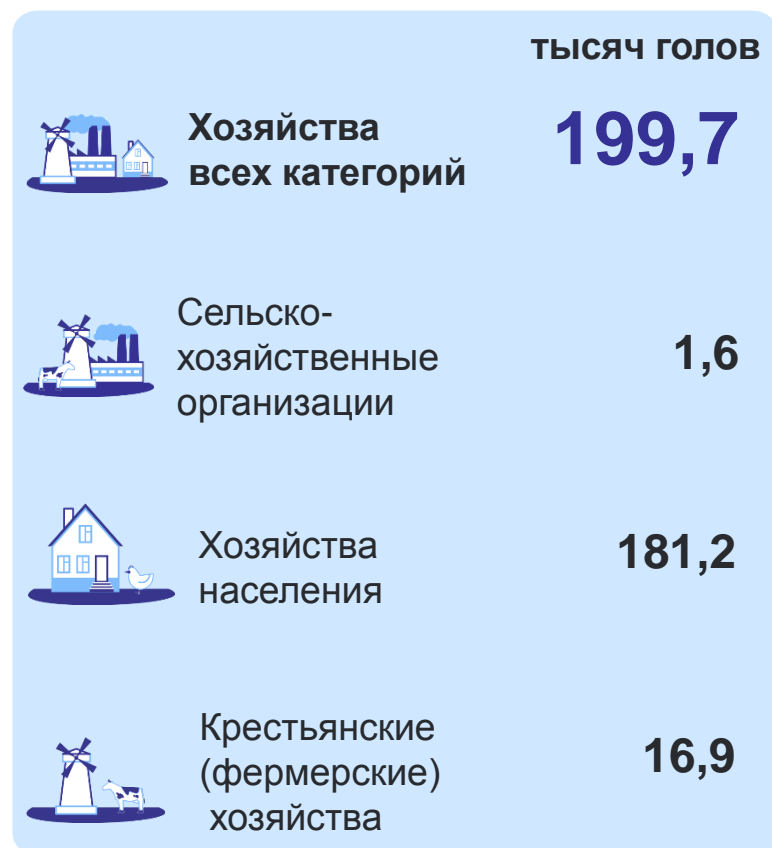 тысяч голов
Хозяйства
всех категорий
199,7
Сельско-
хозяйственные
организации
1,6
Хозяйства
населения
181,2
Крестьянские
(фермерские)
хозяйства
16,9